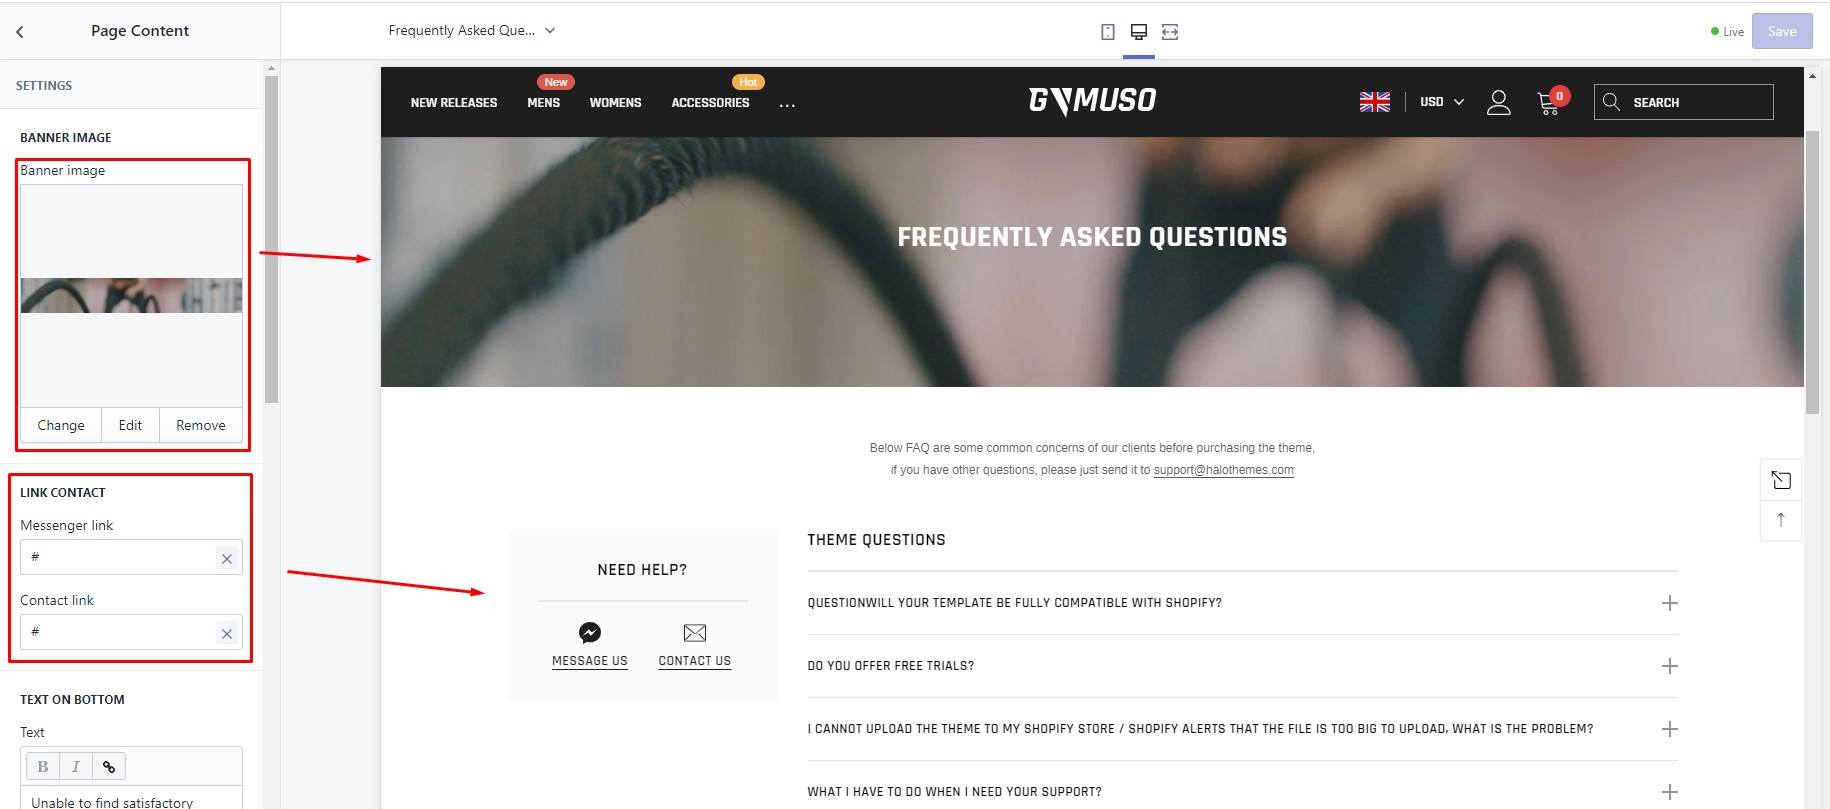 Page Content
Frequently Asked Que...
Live
Save
SETTINGS
BANNER IMAGE
Banner image
Change
Edit
Remove
LINK CONTACT
Messenger link
#
Contact link
#
TEXT ON BOTTOM
Text
B I
Unable to find satisfactory
New
Hot
NEW RELEASES MENS WOMENS ACCESSORIES ...
GYMUSO
USD
0
SEARCH
FREQUENTLY ASKED QUESTIONS
Below FAQ are some common concerns of our clients before purchasing the theme,
if you have other questions, please just send it to support@halothemes.com
NEED HELP?
MESSAGE US
CONTACT US
THEME QUESTIONS
QUESTIONWILL YOUR TEMPLATE BE FULLY COMPATIBLE WITH SHOPIFY?
DO YOU OFFER FREE TRIALS?
I CANNOT UPLOAD THE THEME TO MY SHOPIFY STORE / SHOPIFY ALERTS THAT THE FILE IS TOO BIG TO UPLOAD, WHAT IS THE PROBLEM?
WHAT I HAVE TO DO WHEN I NEED YOUR SUPPORT?